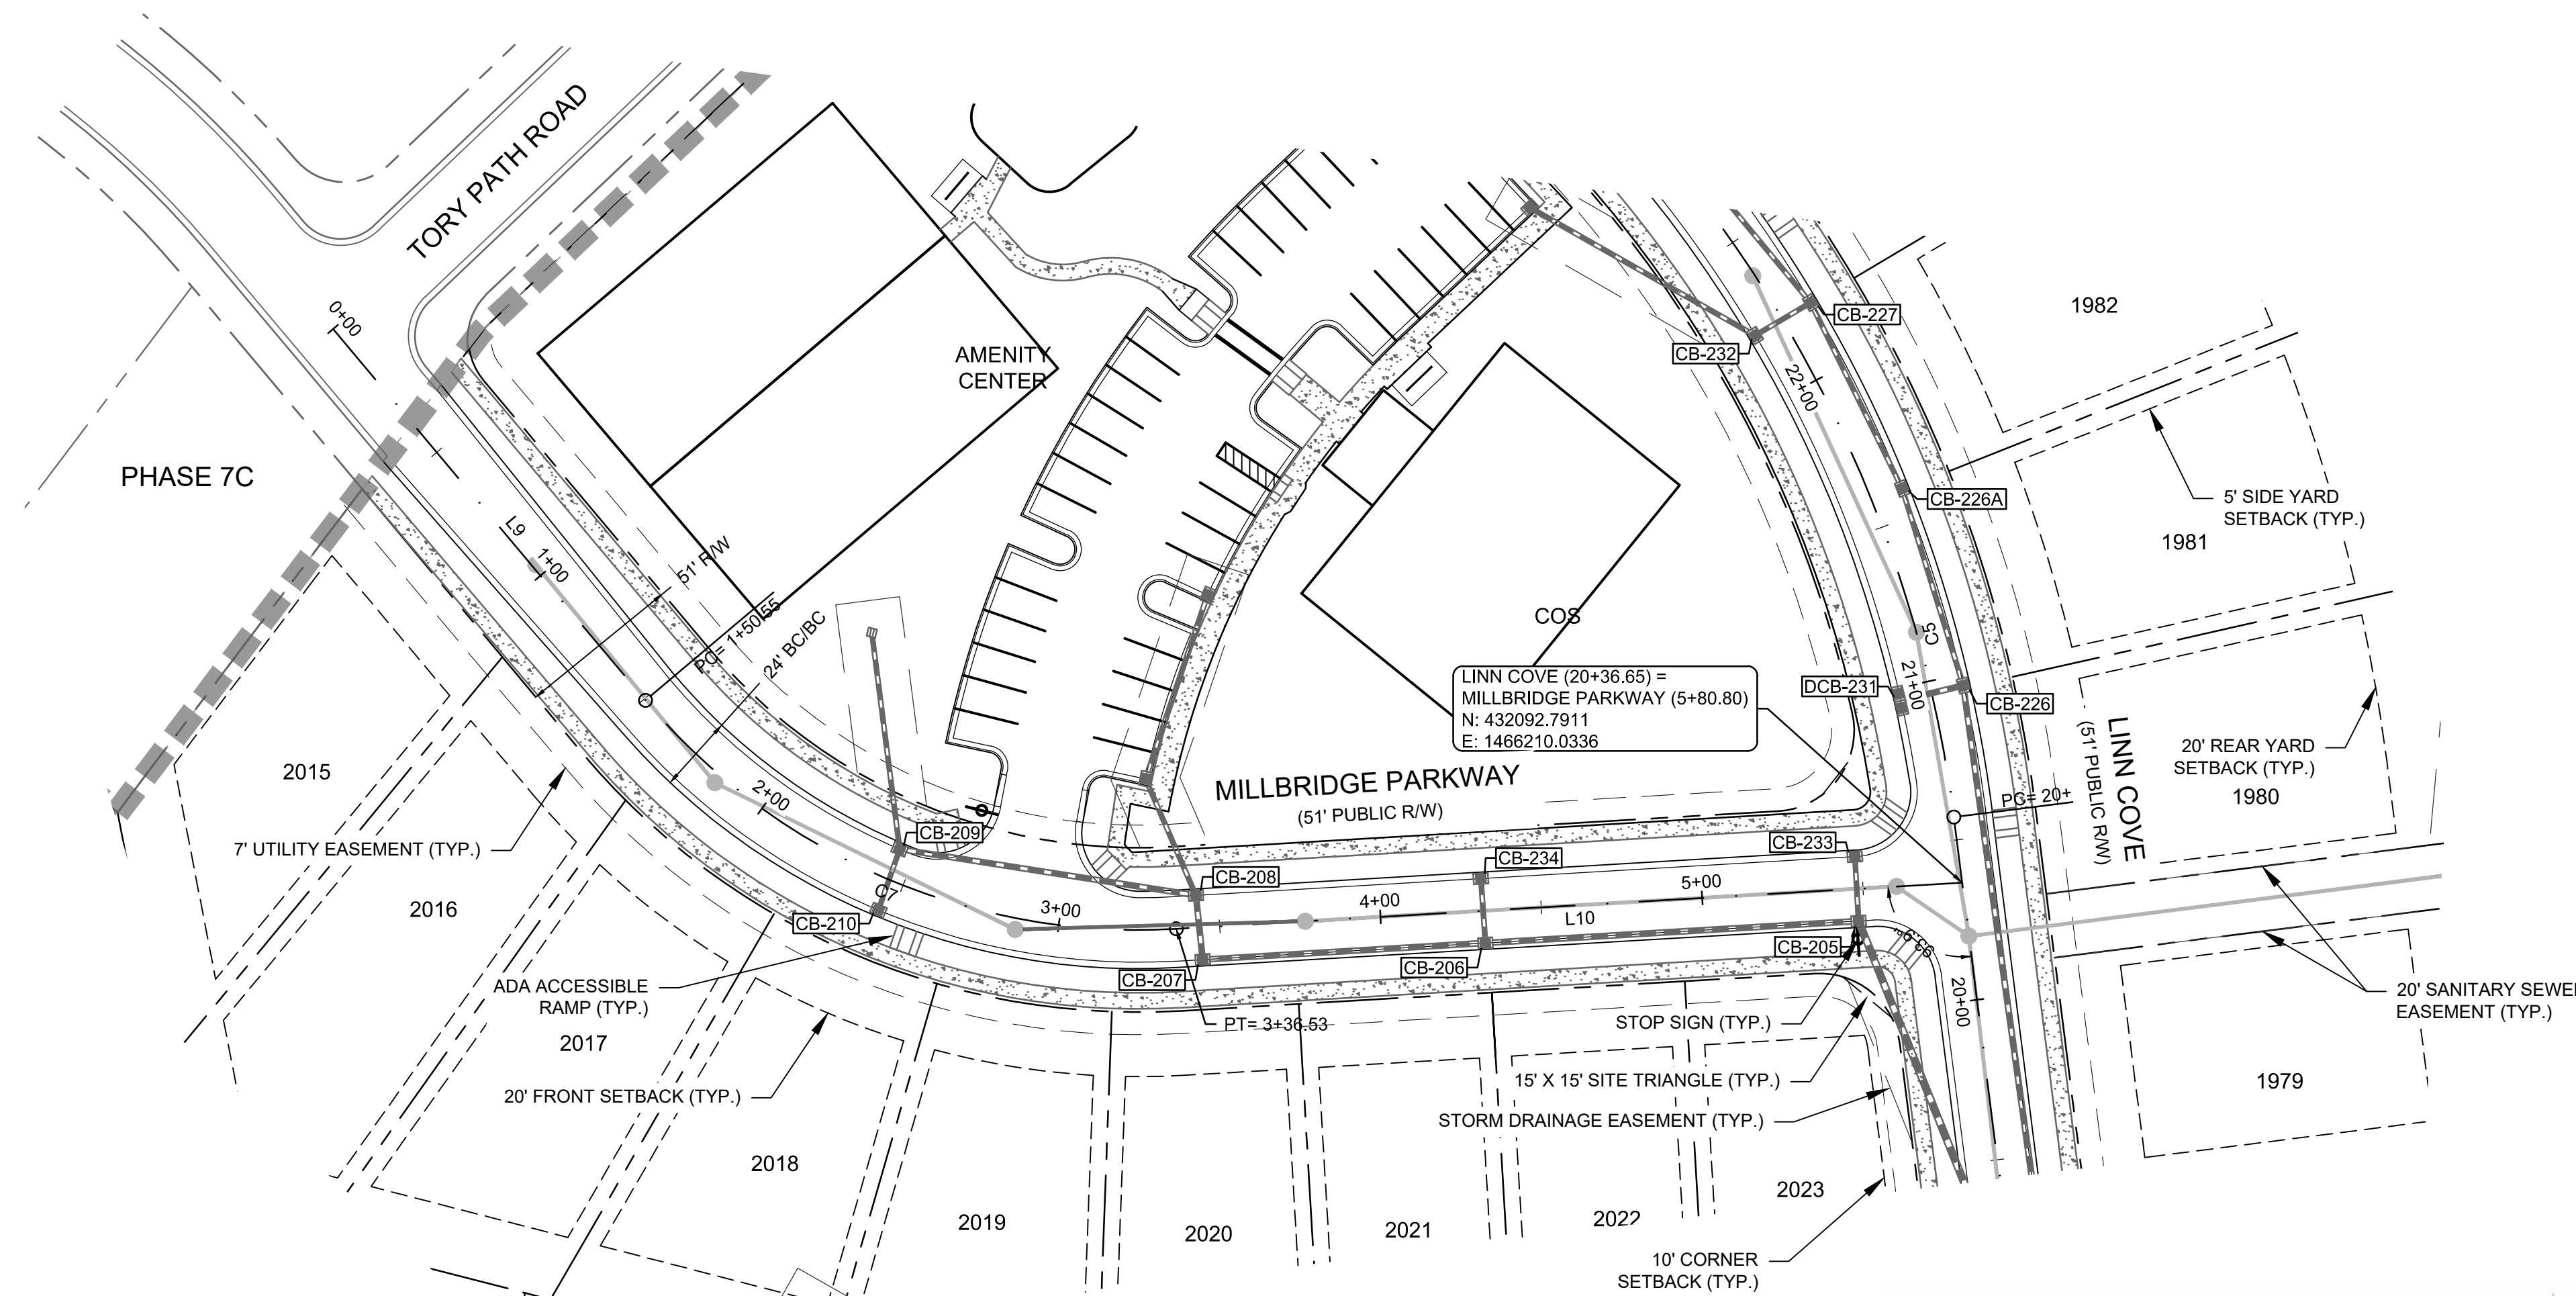 TORY PATH ROAD
0+00
PHASE 7C
L9
1+00
51' R/W
PC= 1+50.55
24' BC/BC
AMENITY
CENTER
1982
CB-227
CB-232
22+00
CB-226A
5' SIDE YARD
SETBACK (TYP.)
1981
COS
C5
LINN COVE (20+36.65) =
MILLBRIDGE PARKWAY (5+80.80)
N: 432092.7911
E: 1466210.0336
DCB-231
21+00
CB-226
LINN COVE
(51' PUBLIC R/W)
20' REAR YARD
SETBACK (TYP.)
1980
PC= 20+
2015
2+00
MILLBRIDGE PARKWAY
(51' PUBLIC R/W)
7' UTILITY EASEMENT (TYP.)
CB-209
CB-233
CB-234
CB-208
5+00
4+00
3+00
C7
L10
2016
CB-210
CB-205
CB-206
CB-207
ADA ACCESSIBLE
RAMP (TYP.)
20+00
20' SANITARY SEWE
EASEMENT (TYP.)
PT= 3+36.53
STOP SIGN (TYP.)
2017
20' FRONT SETBACK (TYP.)
15' X 15' SITE TRIANGLE (TYP.)
STORM DRAINAGE EASEMENT (TYP.)
1979
2018
2023
2019
2020
2021
2022
10' CORNER
SETBACK (TYP.)